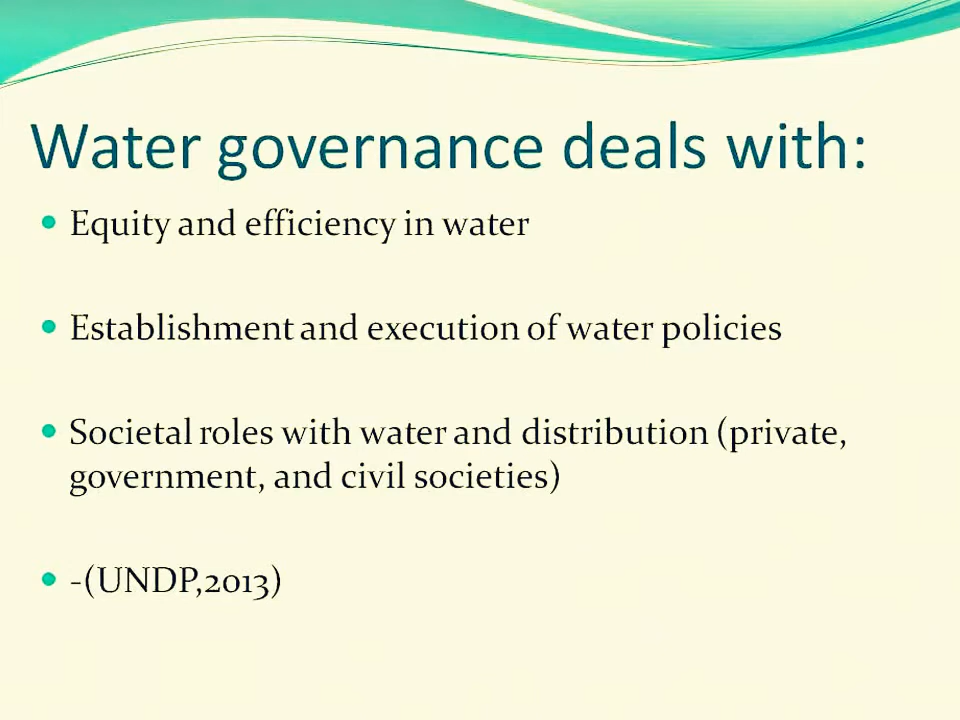 Water governance deals with:
• Equity and efficiency in water
• Establishment and execution of water policies
• Societal roles with water and distribution (private,
government, and civil societies)
• -(UNDP,2013)